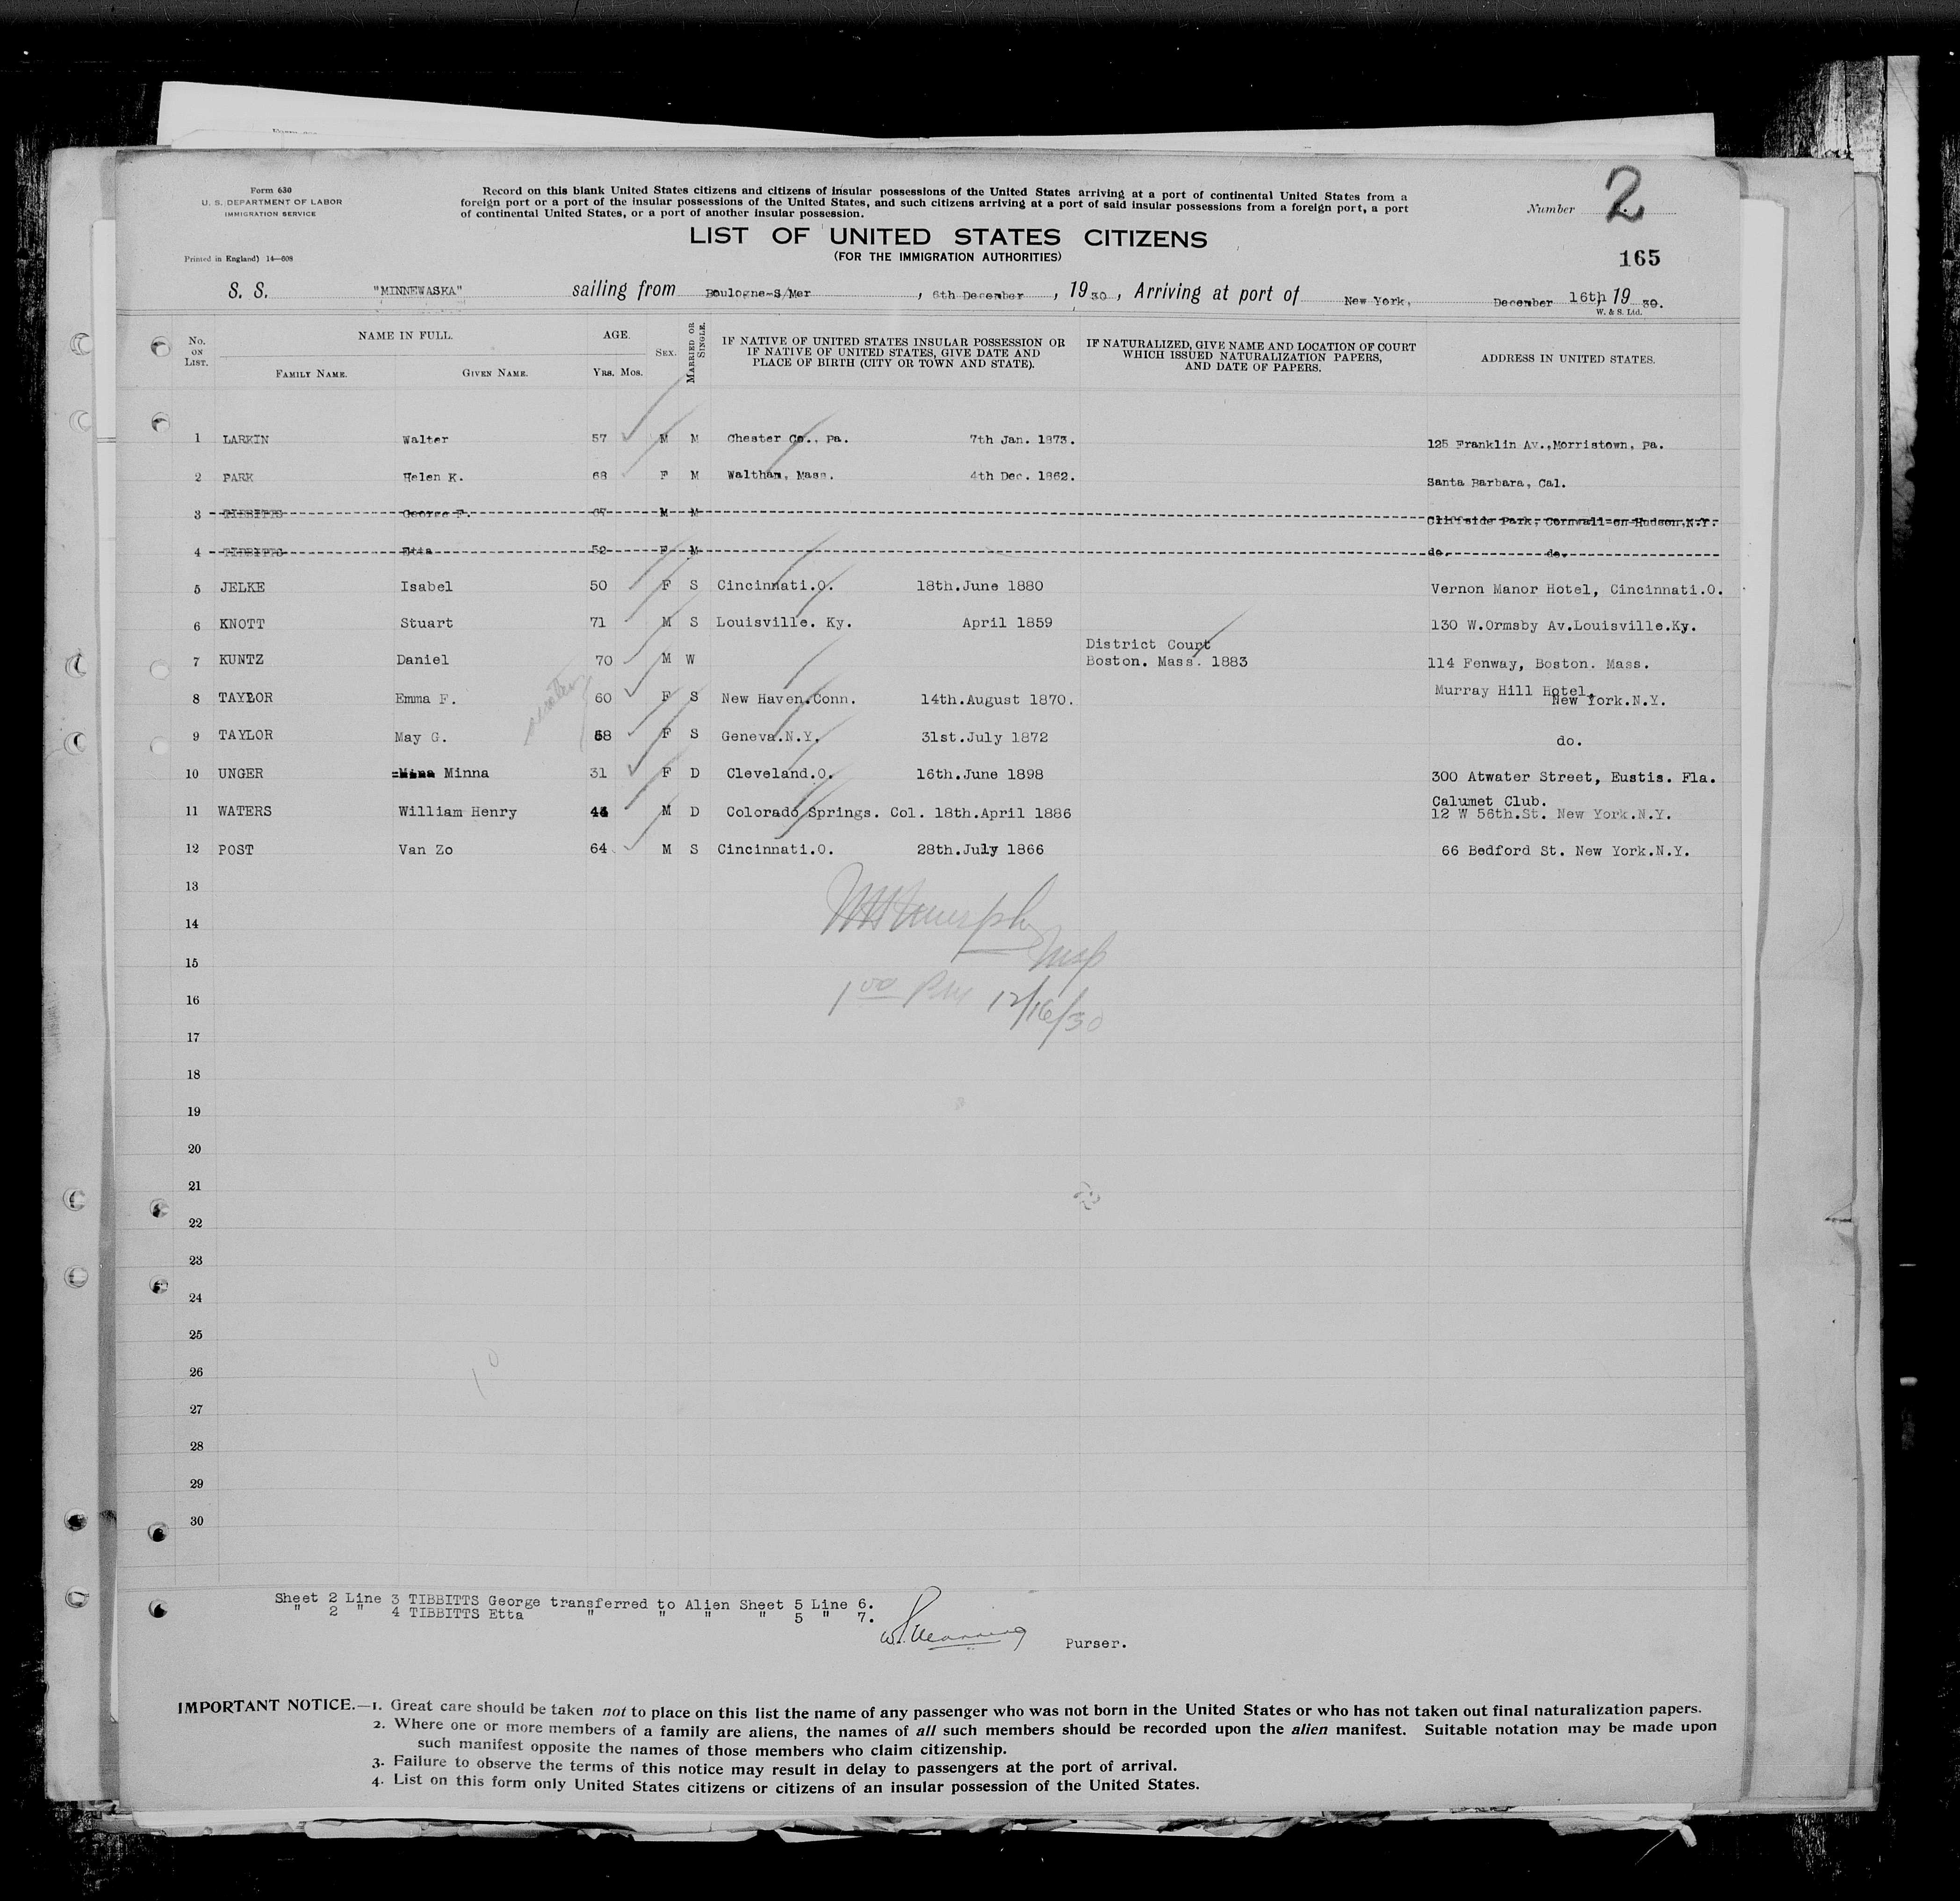 Form 630
U. S. DEPARTMENT OF LABOR
IMMIGRATION SERVICE
Printed in England) 14—608
Record on this blank United States citizens and citizens of insular possessions of the United States arriving at a port of continental United States from a
foreign port or a port of the insular possessions of the United States, and such citizens arriving at a port of said insular possessions from a foreign port, a port
of continental United States, or a port of another insular possession.
Number 2
LIST OF UNITED STATES CITIZENS
(FOR THE IMMIGRATION AUTHORITIES)
165
S. S. "MINNEWASKA" sailing from Boulogne-S/Mer, 6th December, 1930, Arriving at port of New York, December 16th, 1930.
W. & S. Ltd.
No. ON LIST. NAME IN FULL. FAMILY NAME. GIVEN NAME. AGE. YRS. MOS. SEX. MARRIED OR SINGLE. IF NATIVE OF UNITED STATES INSULAR POSSESSION OR IF NATIVE OF UNITED STATES, GIVE DATE AND PLACE OF BIRTH (CITY OR TOWN AND STATE). IF NATURALIZED, GIVE NAME AND LOCATION OF COURT WHICH ISSUED NATURALIZATION PAPERS, AND DATE OF PAPERS. ADDRESS IN UNITED STATES.
1 LARKIN Walter 57 M M Chester Co., Pa. 7th Jan. 1873. 125 Franklin Av.,Morristown, Pa.
2 PARK Helen K. 68 F M Waltham, Mass. 4th Dec. 1862. Santa Barbara, Cal.
3 TIBBITTS George F. 67 M M Cliffside Park, Cornwall-on Hudson,N.Y.
4 TIBBITTS Etta 52 F M do. do.
5 JELKE Isabel 50 F S Cincinnati.O. 18th.June 1880 Vernon Manor Hotel, Cincinnati.O.
6 KNOTT Stuart 71 M S Louisville. Ky. April 1859 130 W.Ormsby Av.Louisville.Ky.
7 KUNTZ Daniel 70 M W District Court Boston. Mass. 1883 114 Fenway, Boston. Mass.
8 TAYLOR Emma F. 60 F S New Haven.Conn. 14th.August 1870. Murray Hill Hotel, New York.N.Y.
9 TAYLOR May G. 58 F S Geneva.N.Y. 31st.July 1872 do.
10 UNGER Mina Minna 31 F D Cleveland.O. 16th.June 1898 300 Atwater Street, Eustis. Fla.
11 WATERS William Henry 44 M D Colorado Springs. Col. 18th.April 1886 Calumet Club. 12 W 56th.St. New York.N.Y.
12 POST Van Zo 64 M S Cincinnati.O. 28th.July 1866 66 Bedford St. New York.N.Y.
13
14
Murphy
15
16
1 00 PM 12/16/30
17
18
19
20
21
22
23
24
25
26
27
28
29
30
Sheet 2 Line 3 TIBBITTS George transferred to Alien Sheet 5 Line 6.
" 2 " 4 TIBBITTS Etta " " " " 5 " 7.
Purser.
IMPORTANT NOTICE.—1. Great care should be taken not to place on this list the name of any passenger who was not born in the United States or who has not taken out final naturalization papers.
2. Where one or more members of a family are aliens, the names of all such members should be recorded upon the alien manifest. Suitable notation may be made upon
such manifest opposite the names of those members who claim citizenship.
3. Failure to observe the terms of this notice may result in delay to passengers at the port of arrival.
4. List on this form only United States citizens or citizens of an insular possession of the United States.